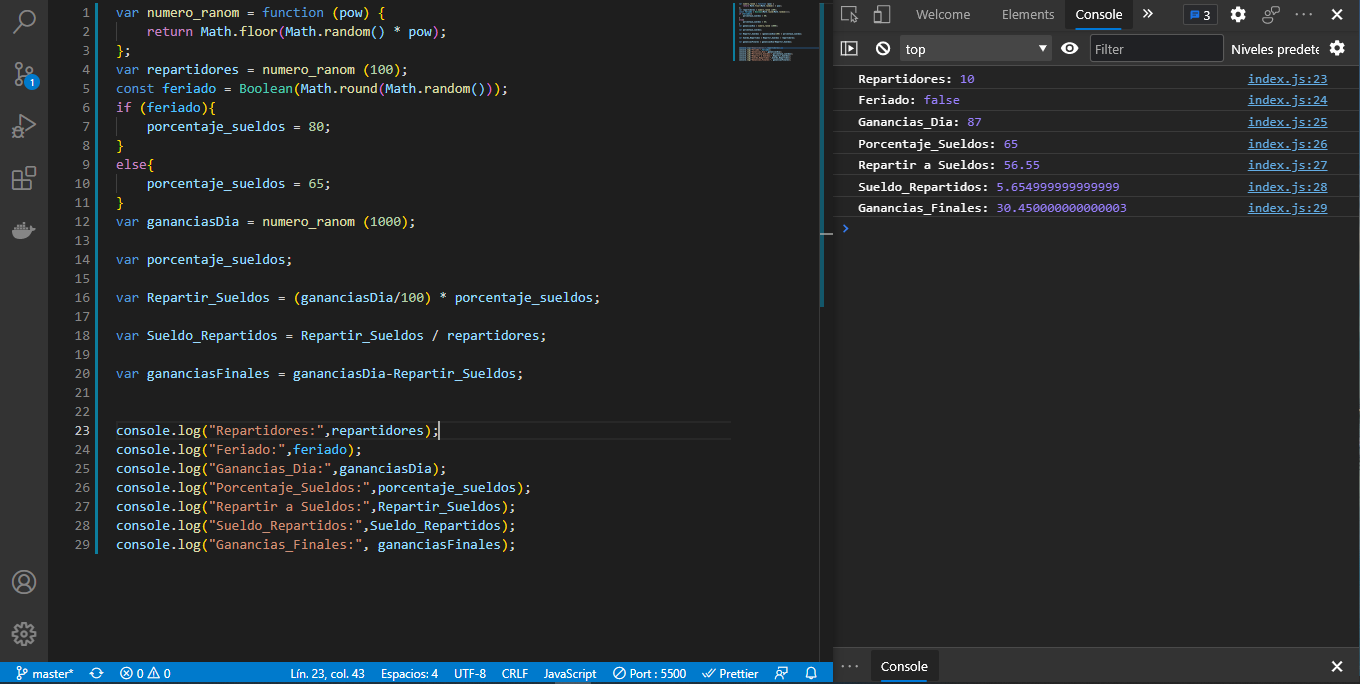 1 var numero_ranom = function (pow) {
2 return Math.floor(Math.random() * pow);
3 };
4 var repartidores = numero_ranom (100);
5 const feriado = Boolean(Math.round(Math.random()));
6 if (feriado){
7 porcentaje_sueldos = 80;
8 }
9 else{
10 porcentaje_sueldos = 65;
11 }
12 var gananciasDia = numero_ranom (1000);
13
14 var porcentaje_sueldos;
15
16 var Repartir_Sueldos = (gananciasDia/100) * porcentaje_sueldos;
17
18 var Sueldo_Repartidos = Repartir_Sueldos / repartidores;
19
20 var gananciasFinales = gananciasDia-Repartir_Sueldos;
21
22
23 console.log("Repartidores:",repartidores);
24 console.log("Feriado:",feriado);
25 console.log("Ganancias_Dia:",gananciasDia);
26 console.log("Porcentaje_Sueldos:",porcentaje_sueldos);
27 console.log("Repartir a Sueldos:",Repartir_Sueldos);
28 console.log("Sueldo_Repartidos:",Sueldo_Repartidos);
29 console.log("Ganancias_Finales:", gananciasFinales);
1
master* 0 0 Lín. 23, col. 43 Espacios: 4 UTF-8 CRLF JavaScript Port : 5500 Prettier
Welcome Elements Console 3
top Filter Niveles predete
Repartidores: 10 index.js:23
Feriado: false index.js:24
Ganancias_Dia: 87 index.js:25
Porcentaje_Sueldos: 65 index.js:26
Repartir a Sueldos: 56.55 index.js:27
Sueldo_Repartidos: 5.654999999999999 index.js:28
Ganancias_Finales: 30.450000000000003 index.js:29
Console